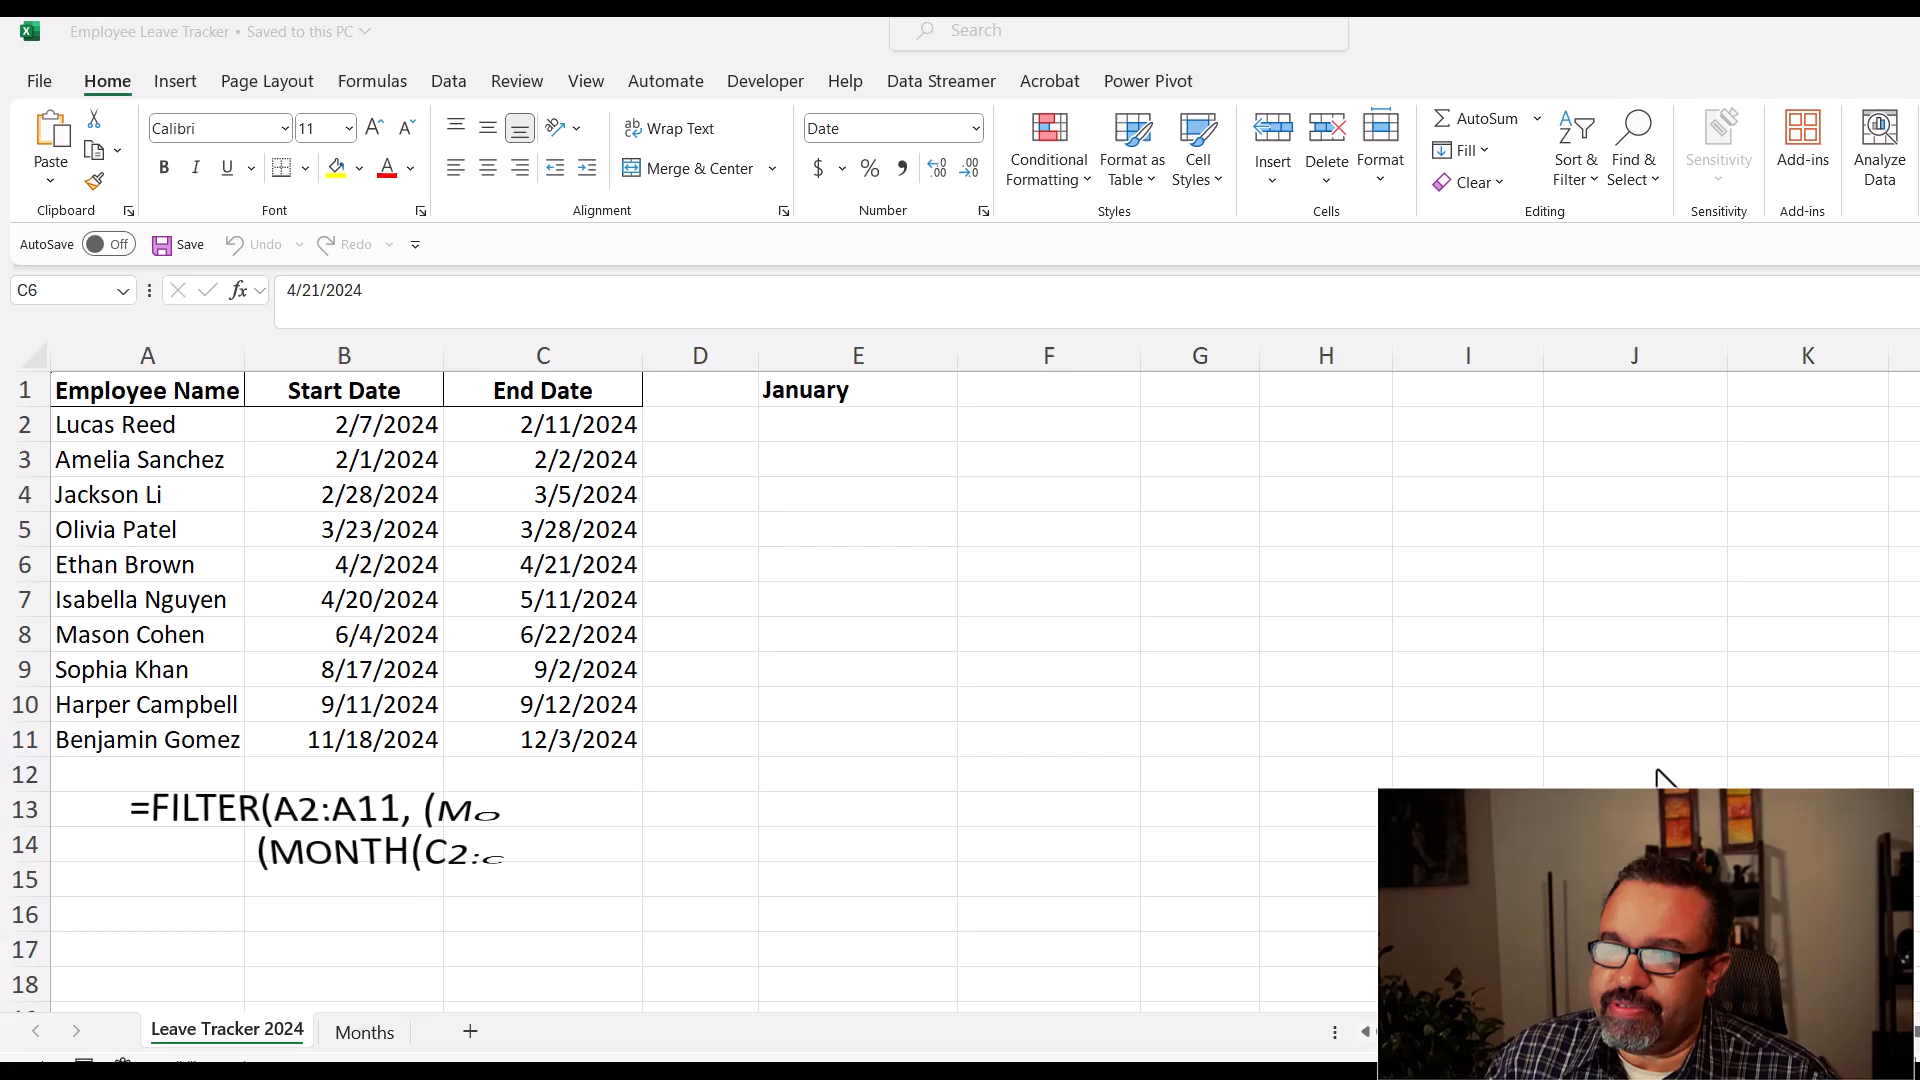 Employee Leave Tracker • Saved to this PC
Search
File Home Insert Page Layout Formulas Data Review View Automate Developer Help Data Streamer Acrobat Power Pivot
Paste
Clipboard
Calibri 11
B I U
Font
Wrap Text
Merge & Center
Alignment
Date
$ % , .00
Number
Conditional Formatting
Format as Table
Cell Styles
Styles
Insert Delete Format
Cells
AutoSum
Fill
Clear
Sort & Filter
Find & Select
Editing
Sensitivity
Sensitivity
Add-ins
Add-ins
Analyze Data
AutoSave Off Save Undo Redo
C6 fx 4/21/2024
A B C D E F G H I J K
1 Employee Name Start Date End Date January
2 Lucas Reed 2/7/2024 2/11/2024
3 Amelia Sanchez 2/1/2024 2/2/2024
4 Jackson Li 2/28/2024 3/5/2024
5 Olivia Patel 3/23/2024 3/28/2024
6 Ethan Brown 4/2/2024 4/21/2024
7 Isabella Nguyen 4/20/2024 5/11/2024
8 Mason Cohen 6/4/2024 6/22/2024
9 Sophia Khan 8/17/2024 9/2/2024
10 Harper Campbell 9/11/2024 9/12/2024
11 Benjamin Gomez 11/18/2024 12/3/2024
12
13 =FILTER(A2:A11, (MO
14 (MONTH(C2:C
15
16
17
18
Leave Tracker 2024 Months